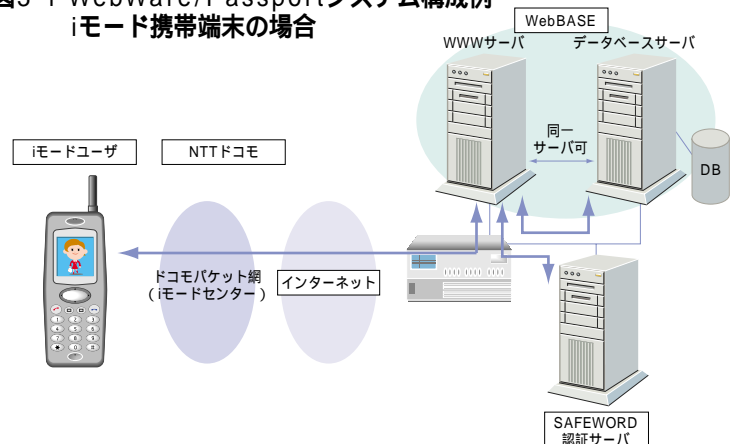 図3-1 WebWare/Passportシステム構成例
iモード携帯端末の場合
WebBASE
WWWサーバ
データベースサーバ
同一
サーバ可
DB
iモードユーザ
NTTドコモ
ドコモパケット網
(iモードセンター)
インターネット
SAFEWORD
認証サーバ